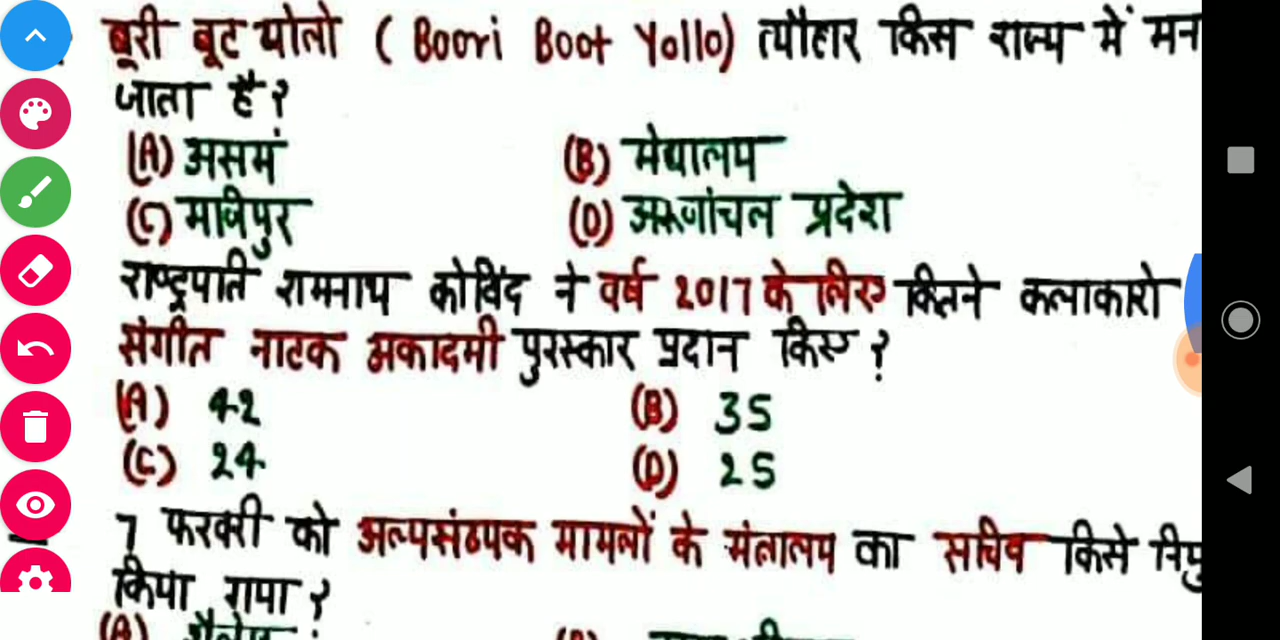 बूरी बूट योलो ( Boori Boot Yollo) त्यौहार किस राज्य में मन
जाता है?
(A) असमं (B) मेघालय
(C) मणिपुर (D) अरूणांचल प्रदेश
राष्ट्रपति रामनाथ कोविंद ने वर्ष 2017 के लिए कितने कलाकारो
संगीत नाटक अकादमी पुरस्कार प्रदान किए ?
(A) 42 (B) 35
(C) 24 (D) 25
7 फरवरी को अल्पसंख्यक मामलों के मंत्रालय का सचिव किसे नियु
किया गया ?
(A)